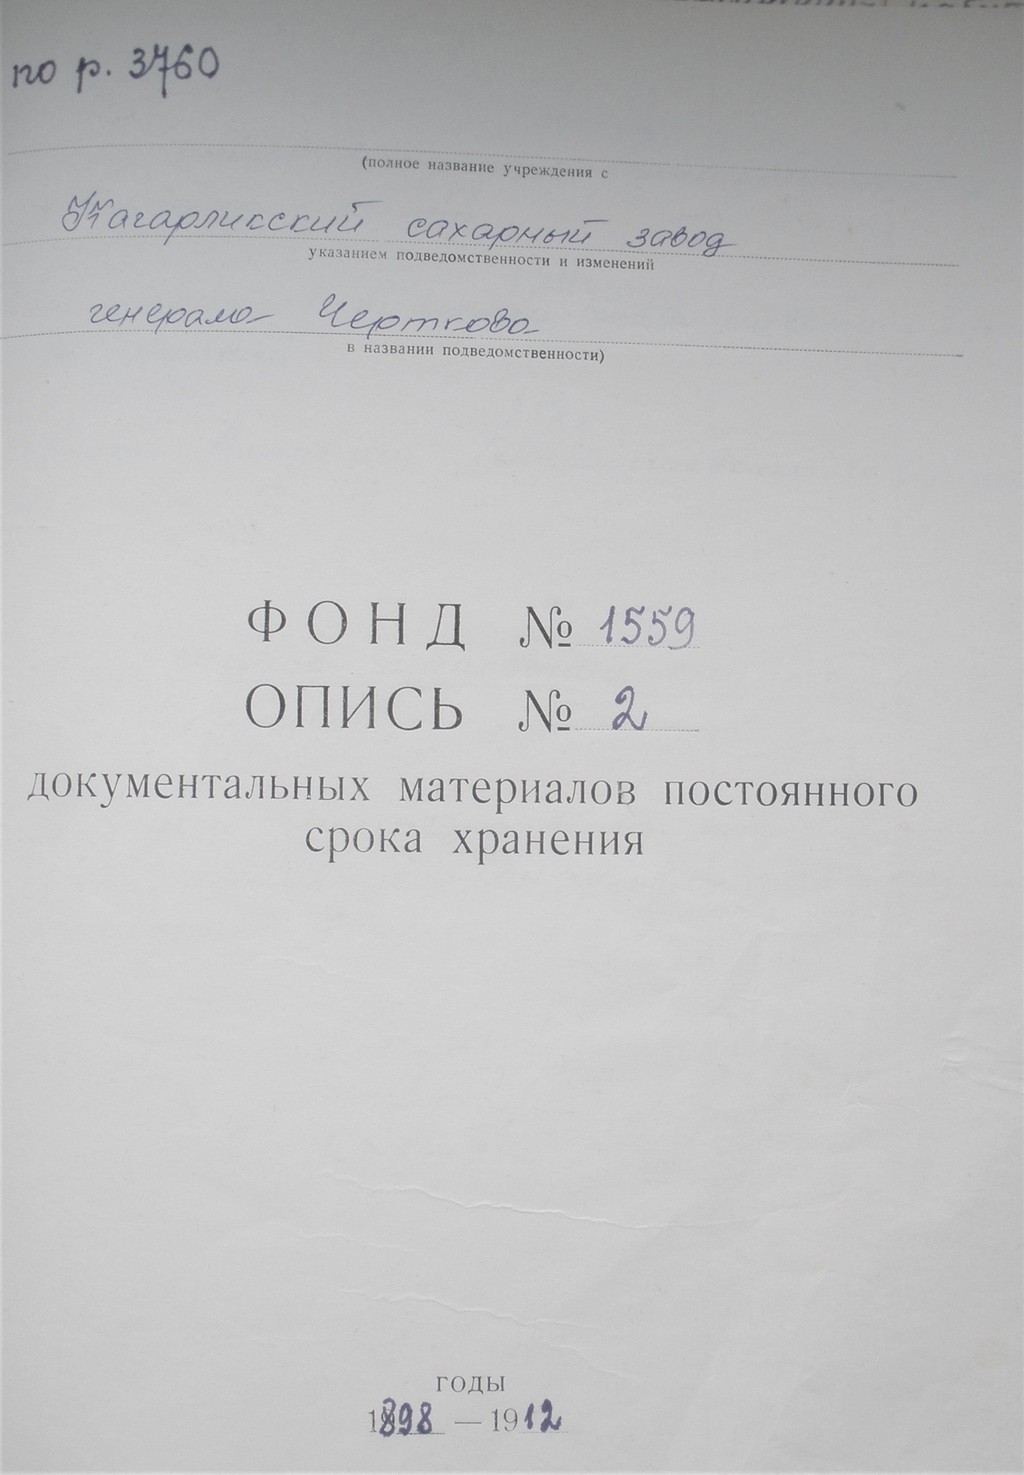 по р. 3760
(полное название учреждения с
Кагарликский сахарный завод
указанием подведомственности и изменений
генерала Черткова
в названии подведомственности)
ФОНД № 1559
ОПИСЬ № 2
документальных материалов постоянного
срока хранения
ГОДЫ
1898 — 1912